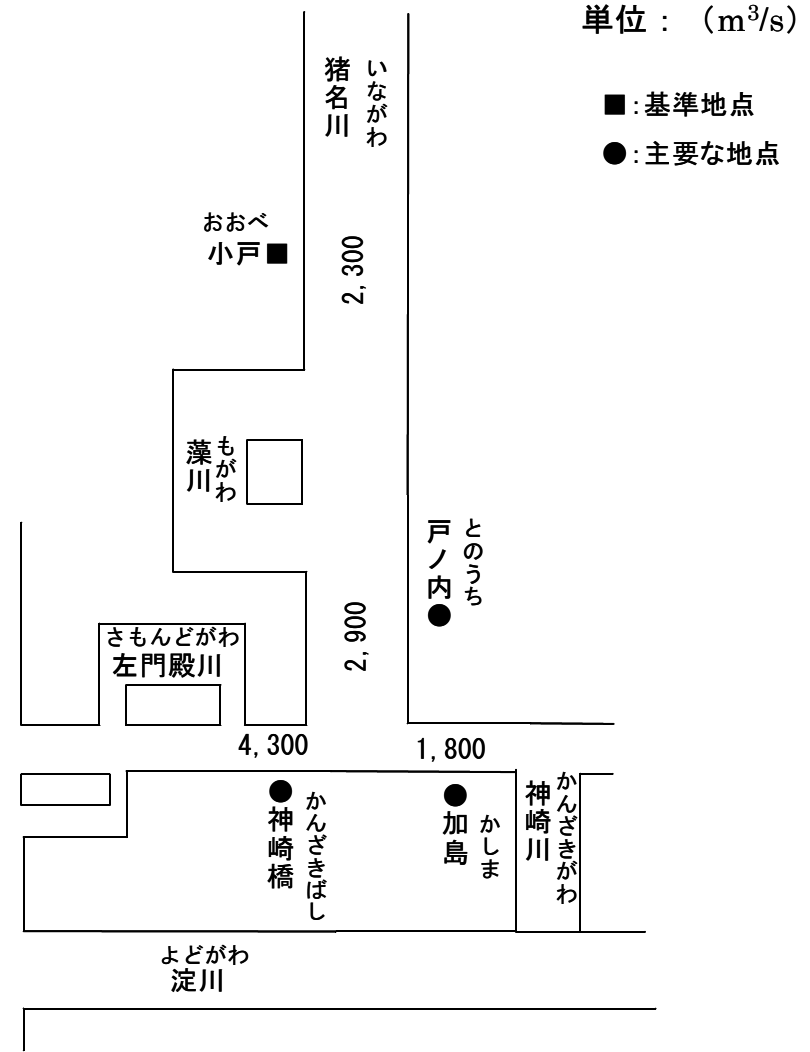 単位：（m³/s）
■：基準地点
●：主要な地点
猪名川
いながわ
おおべ
小戸■
2,300
藻川
もがわ
戸ノ内●
とのうち
2,900
さもんどがわ
左門殿川
4,300
1,800
●神崎橋
かんざきばし
●加島
かしま
神崎川
かんざきがわ
よどがわ
淀川